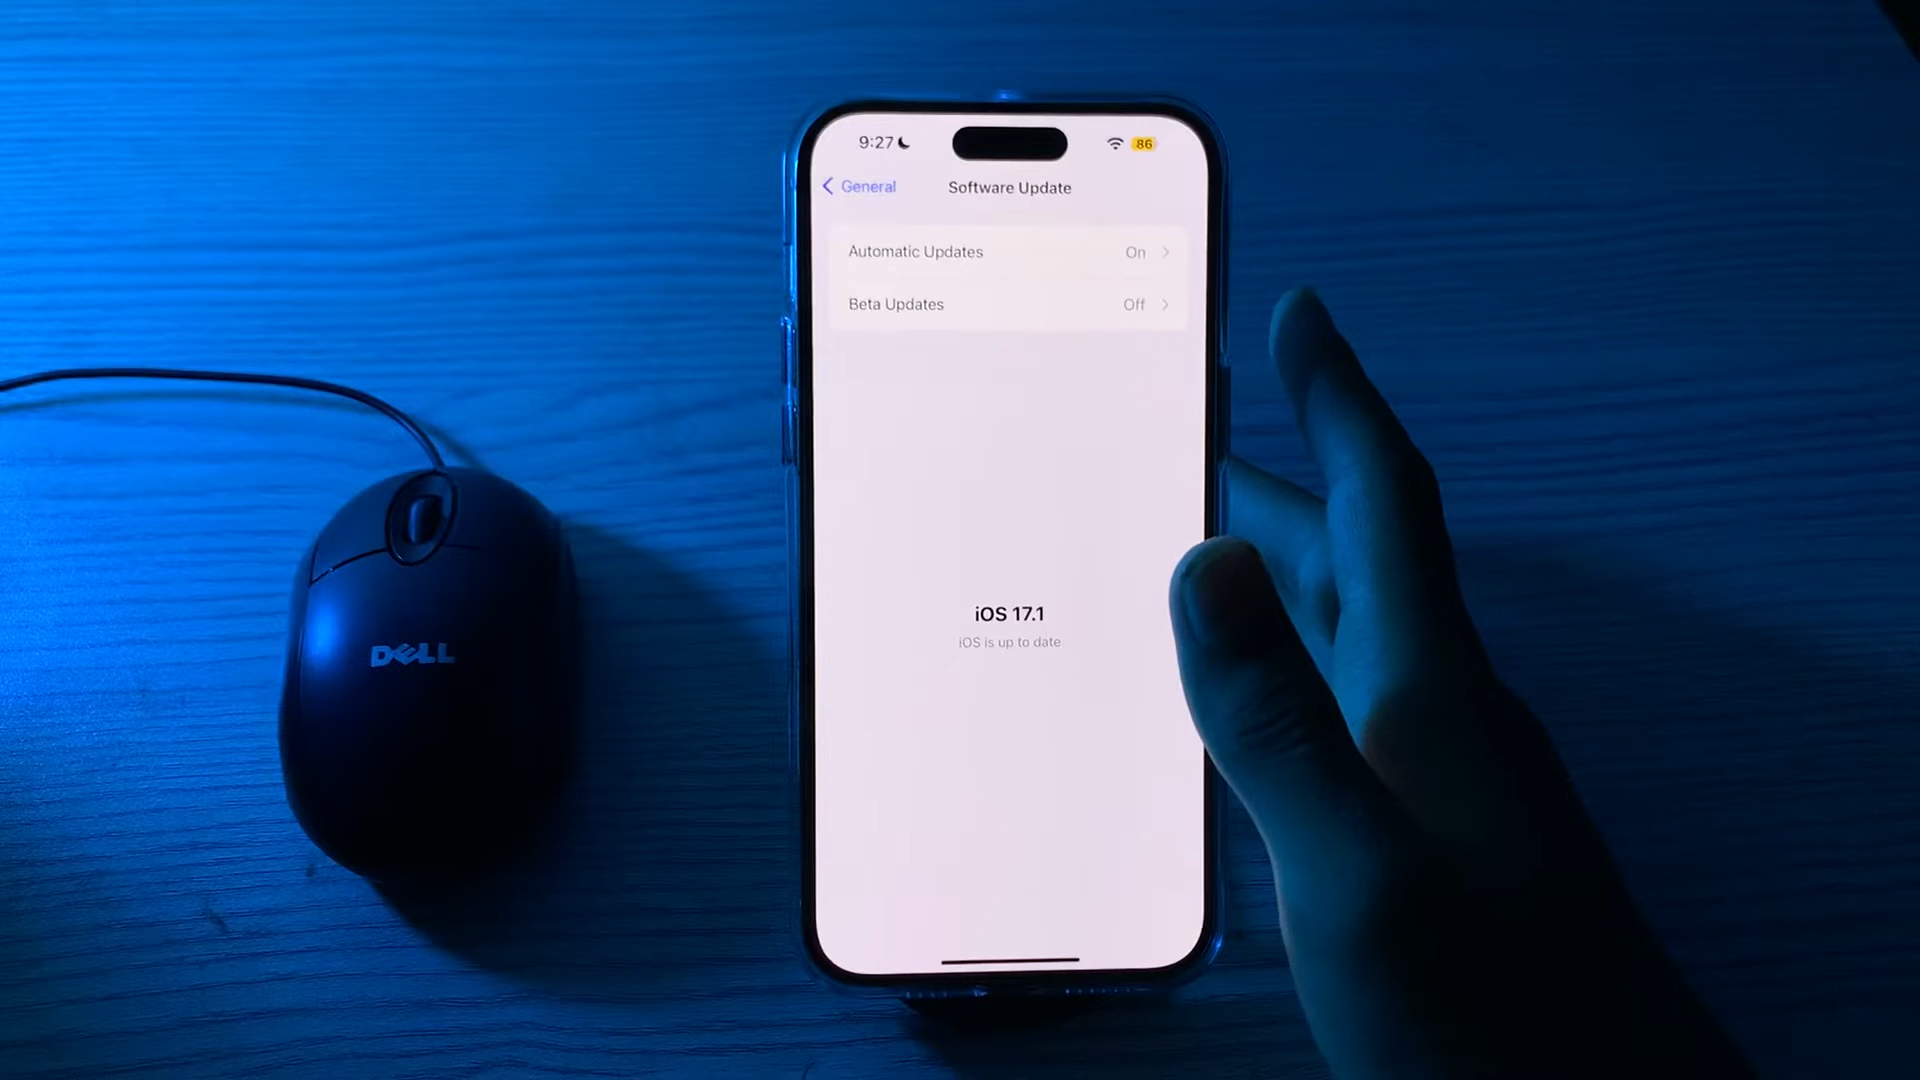 9:27
86
General
Software Update
Automatic Updates On
Beta Updates Off
iOS 17.1
iOS is up to date
DELL